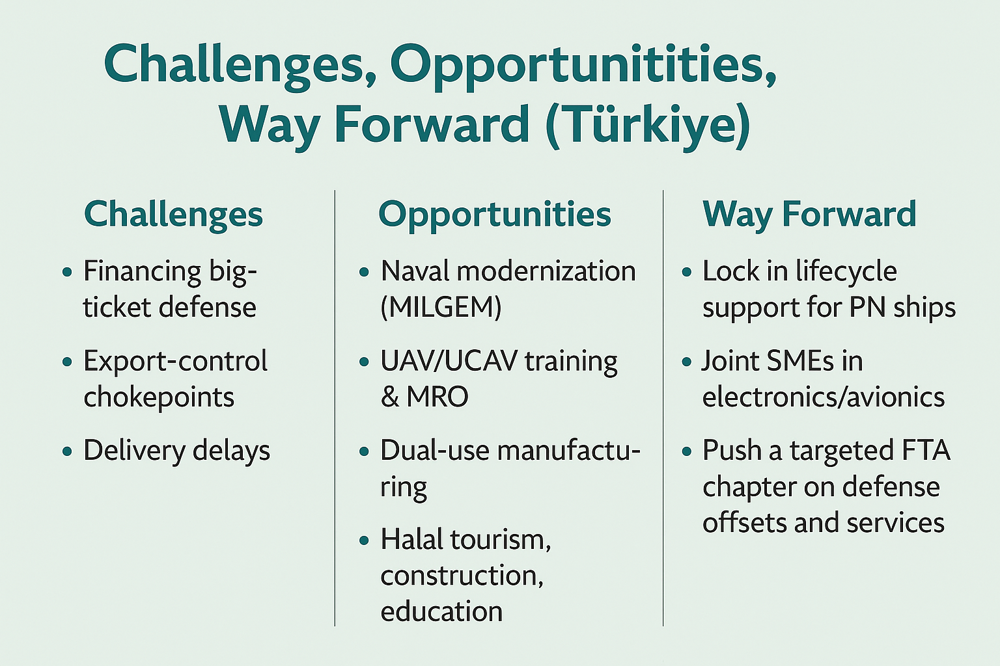 Challenges, Opportunitities,
Way Forward (Türkiye)
Challenges
• Financing big-
ticket defense
• Export-control
chokepoints
• Delivery delays
Opportunities
• Naval modernization
(MILGEM)
• UAV/UCAV training
& MRO
• Dual-use manufactu-
ring
• Halal tourism,
construction,
education
Way Forward
• Lock in lifecycle
support for PN ships
• Joint SMEs in
electronics/avionics
• Push a targeted FTA
chapter on defense
offsets and services